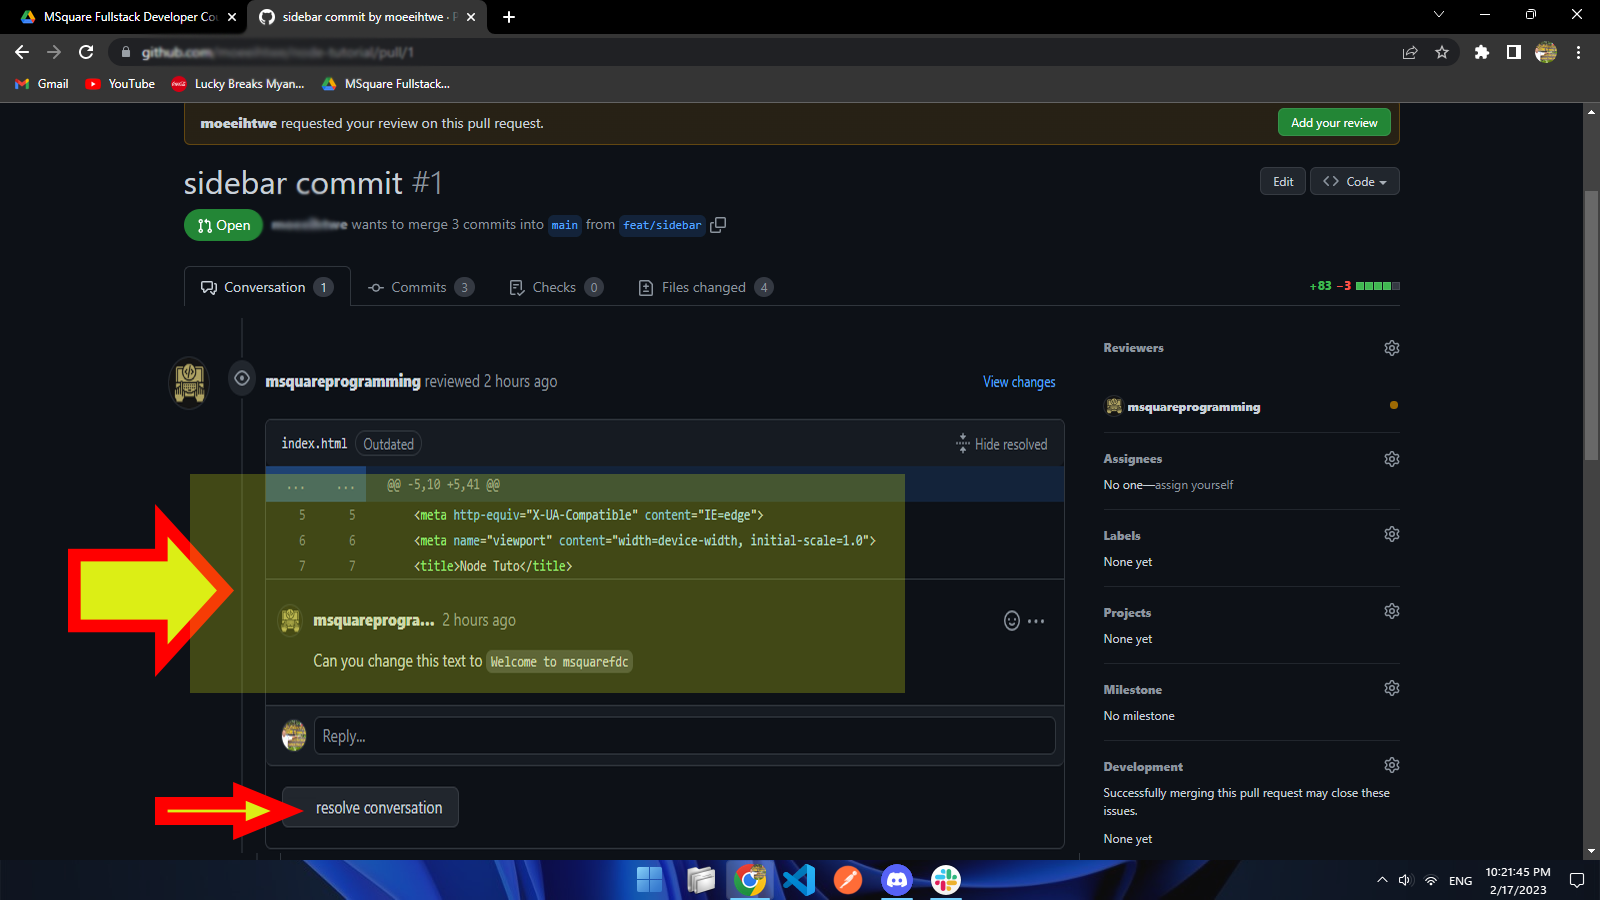 MSquare Fullstack Developer Co
sidebar commit by moeeihtwe ·
github.com/moeeihtwe/node-tutorial/pull/1
Gmail
YouTube
Lucky Breaks Myan...
MSquare Fullstack...
moeeihtwe requested your review on this pull request.
Add your review
sidebar commit #1
Edit
<> Code
Open
moeeihtwe wants to merge 3 commits into main from feat/sidebar
Conversation 1
Commits 3
Checks 0
Files changed 4
+83 −3
msquareprogramming reviewed 2 hours ago
View changes
index.html Outdated
Hide resolved
... ... @@ -5,10 +5,41 @@
5 5 <meta http-equiv="X-UA-Compatible" content="IE=edge">
6 6 <meta name="viewport" content="width=device-width, initial-scale=1.0">
7 7 <title>Node Tuto</title>
msquareprogra... 2 hours ago
Can you change this text to Welcome to msquarefdc
Reply...
resolve conversation
Reviewers
msquareprogramming
Assignees
No one—assign yourself
Labels
None yet
Projects
None yet
Milestone
No milestone
Development
Successfully merging this pull request may close these
issues.
None yet
ENG
10:21:45 PM
2/17/2023